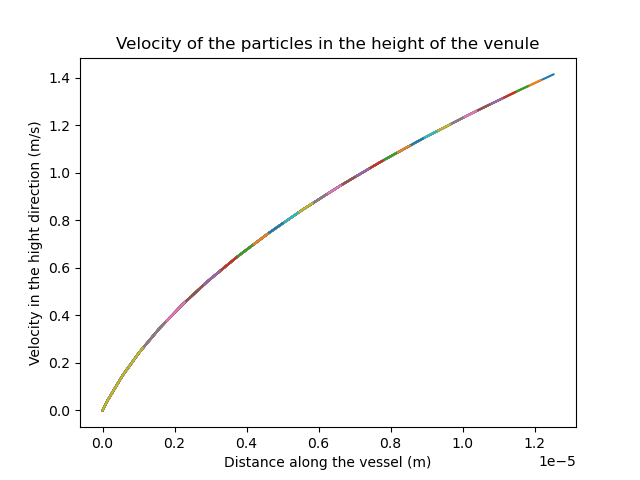 Velocity of the particles in the height of the venule
Velocity in the hight direction (m/s)
1.4
1.2
1.0
0.8
0.6
0.4
0.2
0.0
0.0 0.2 0.4 0.6 0.8 1.0 1.2
1e−5
Distance along the vessel (m)